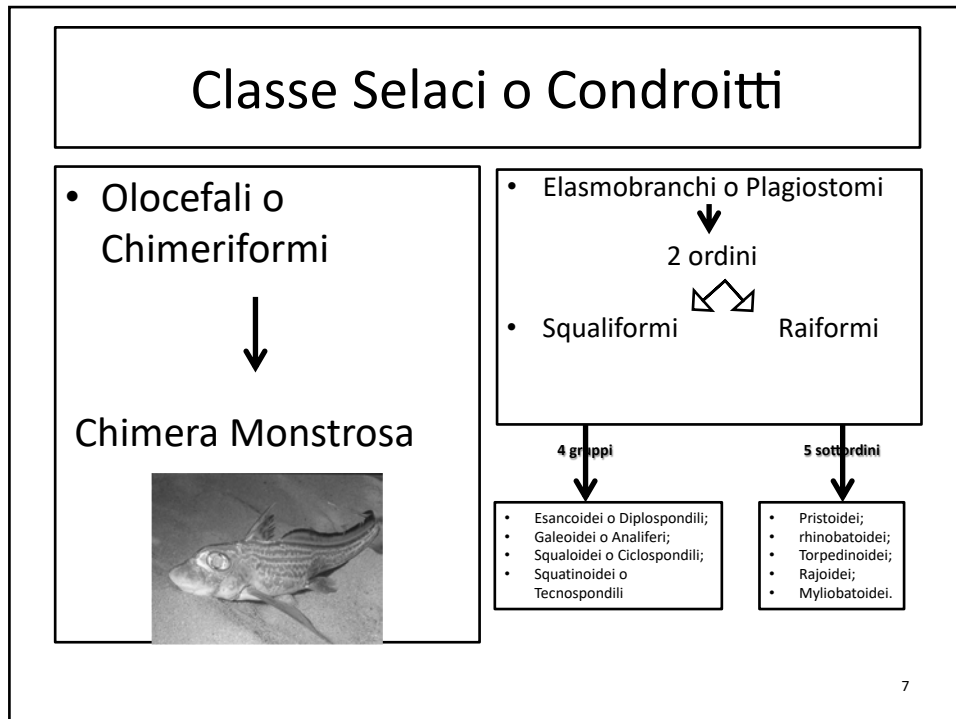 Classe Selaci o Condroitti
• Olocefali o
Chimeriformi
Chimera Monstrosa
• Elasmobranchi o Plagiostomi
2 ordini
• Squaliformi Raiformi
4 gruppi
5 sottordini
• Esancoidei o Diplospondili;
• Galeoidei o Analiferi;
• Squaloidei o Ciclospondili;
• Squatinoidei o
Tecnospondili
• Pristoidei;
• rhinobatoidei;
• Torpedinoidei;
• Rajoidei;
• Myliobatoidei.
7